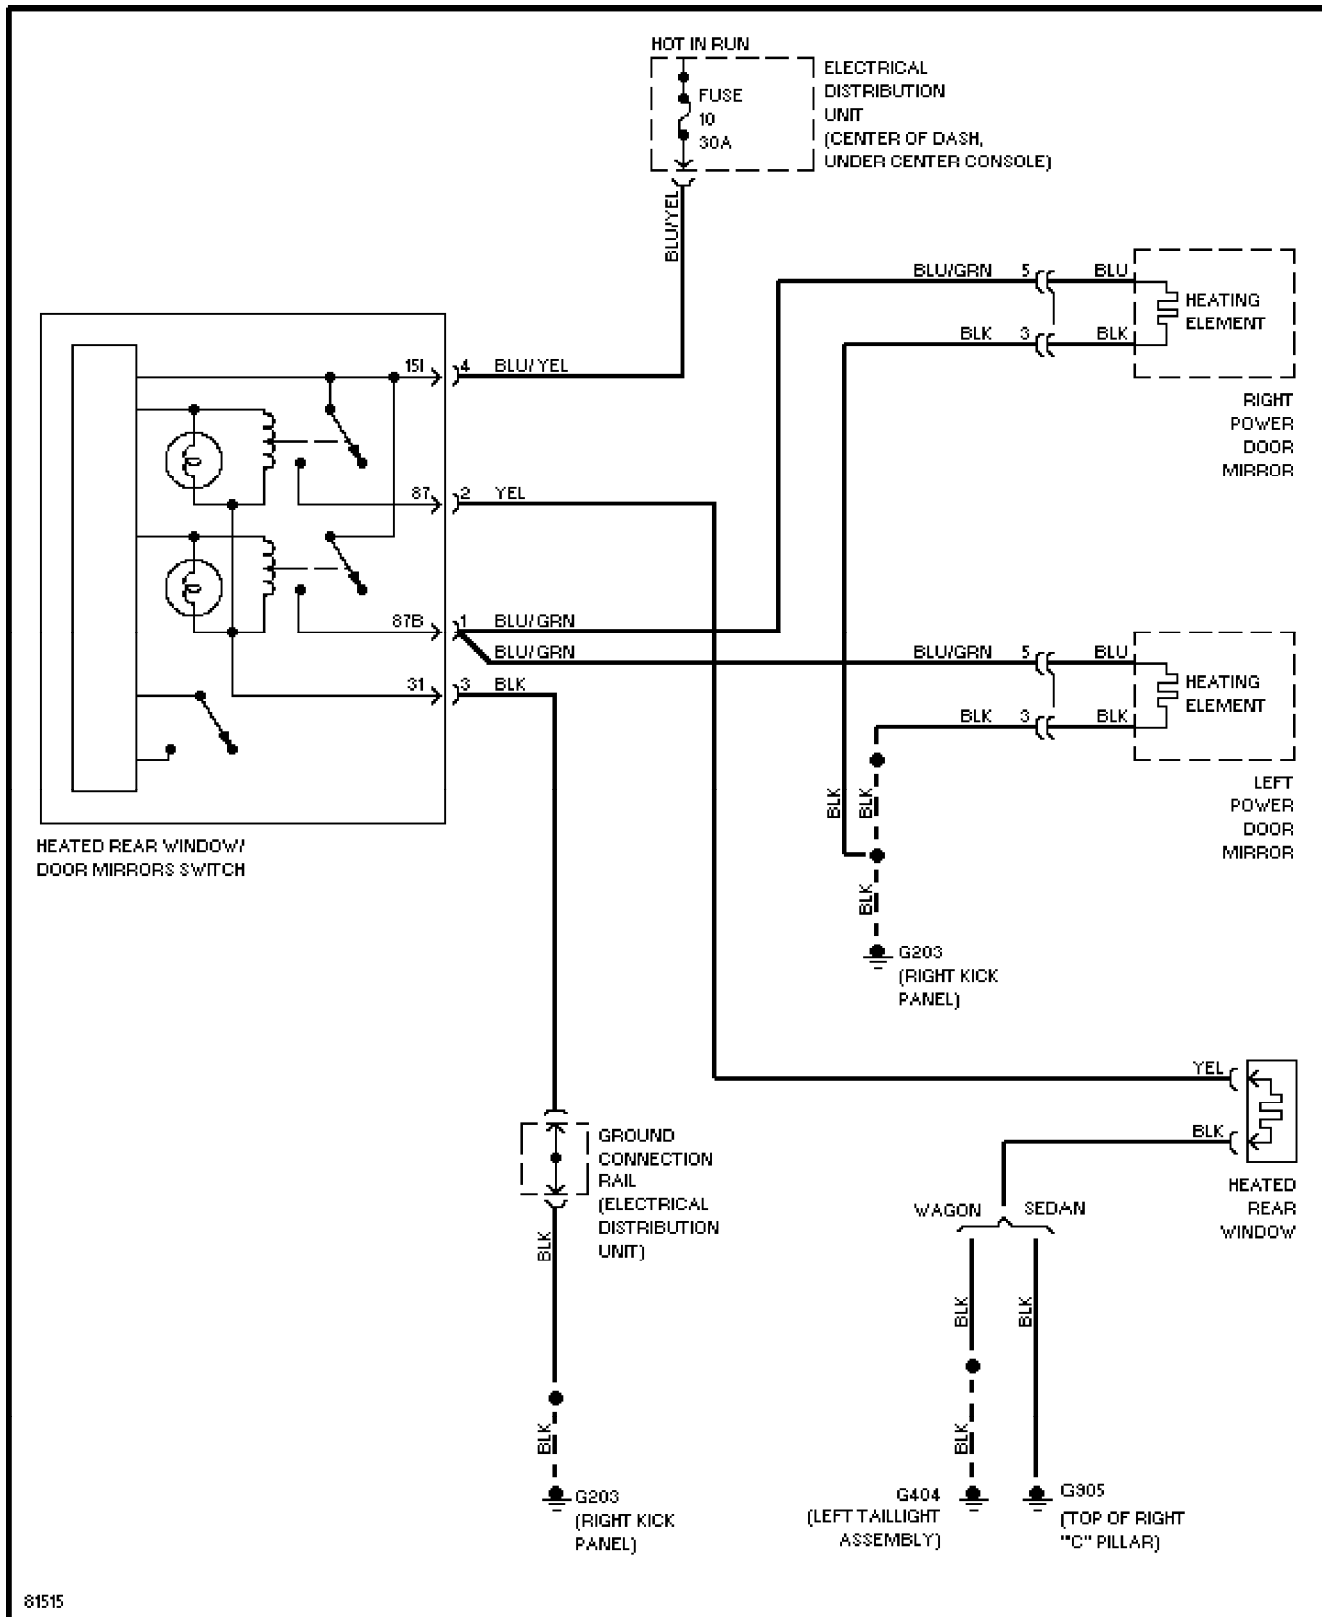 HOT IN RUN
FUSE
10
30A
ELECTRICAL
DISTRIBUTION
UNIT
(CENTER OF DASH,
UNDER CENTER CONSOLE)
BLU/YEL
BLU/GRN 5 BLU
BLK 3 BLK
HEATING
ELEMENT
RIGHT
POWER
DOOR
MIRROR
15I 4 BLU/YEL
87 2 YEL
87B 1 BLU/GRN
BLU/GRN
31 3 BLK
HEATED REAR WINDOW/
DOOR MIRRORS SWITCH
BLU/GRN 5 BLU
BLK 3 BLK
HEATING
ELEMENT
LEFT
POWER
DOOR
MIRROR
BLK
BLK
BLK
G203
(RIGHT KICK
PANEL)
YEL
BLK
HEATED
REAR
WINDOW
GROUND
CONNECTION
RAIL
(ELECTRICAL
DISTRIBUTION
UNIT)
BLK
BLK
G203
(RIGHT KICK
PANEL)
WAGON SEDAN
BLK
BLK
BLK
G404
(LEFT TAILLIGHT
ASSEMBLY)
G905
(TOP OF RIGHT
"C" PILLAR)
81515